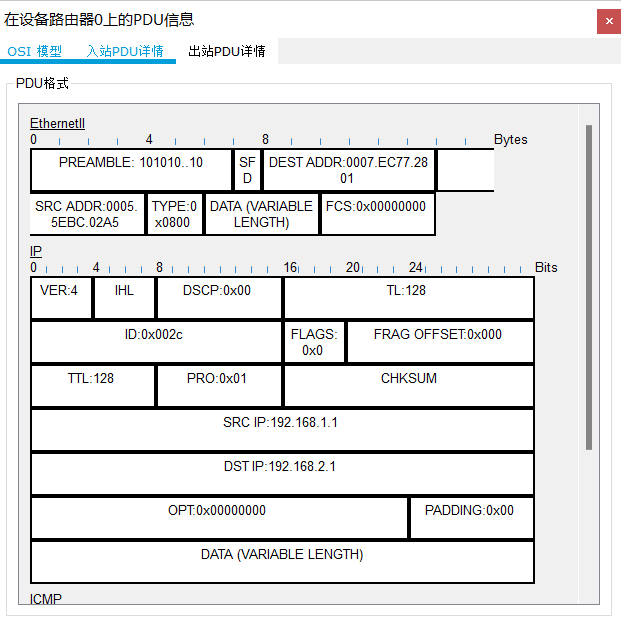 在设备路由器0上的PDU信息
×
OSI 模型 入站PDU详情 出站PDU详情
PDU格式
EthernetII
0 4 8 Bytes
PREAMBLE: 101010..10 SF DEST ADDR:0007.EC77.28
D 01
SRC ADDR:0005. TYPE:0 DATA (VARIABLE FCS:0x00000000
5EBC.02A5 x0800 LENGTH)
IP
0 4 8 16 20 24 Bits
VER:4 IHL DSCP:0x00 TL:128
ID:0x002c FLAGS: FRAG OFFSET:0x000
0x0
TTL:128 PRO:0x01 CHKSUM
SRC IP:192.168.1.1
DST IP:192.168.2.1
OPT:0x00000000 PADDING:0x00
DATA (VARIABLE LENGTH)
ICMP